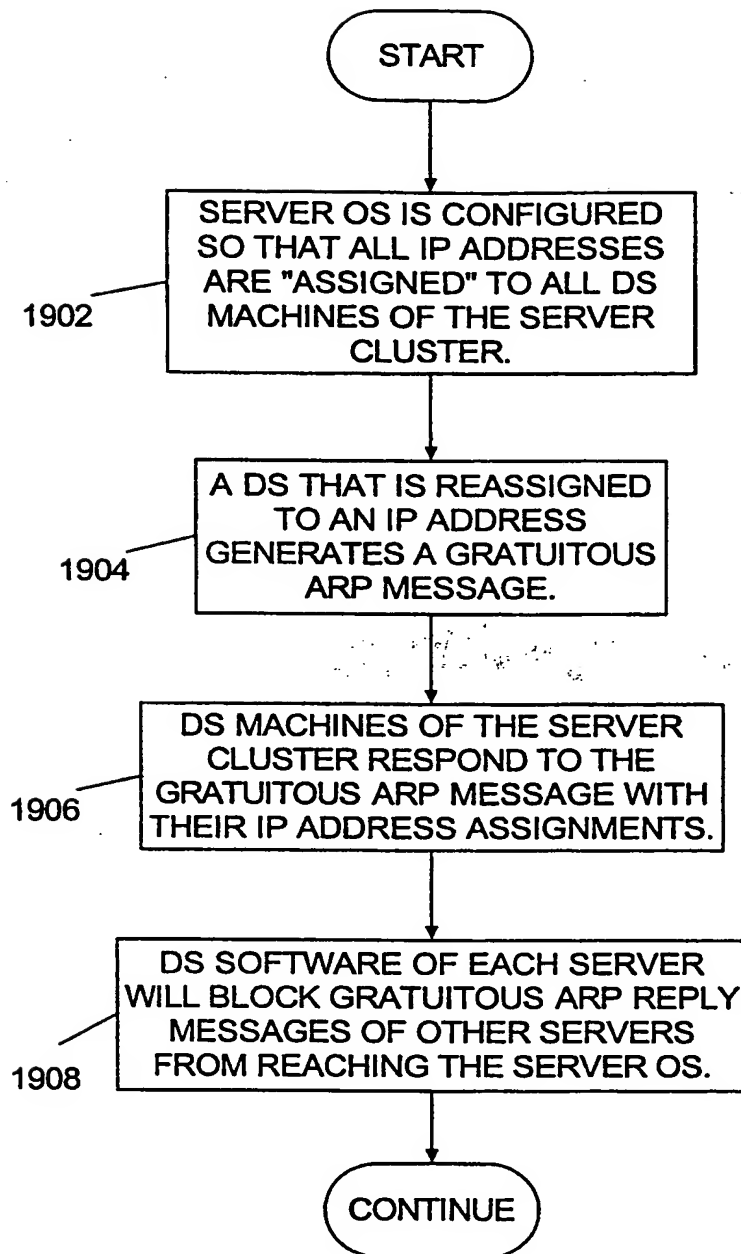 START
SERVER OS IS CONFIGURED
SO THAT ALL IP ADDRESSES
ARE "ASSIGNED" TO ALL DS
MACHINES OF THE SERVER
CLUSTER.
1902
A DS THAT IS REASSIGNED
TO AN IP ADDRESS
GENERATES A GRATUITOUS
ARP MESSAGE.
1904
DS MACHINES OF THE SERVER
CLUSTER RESPOND TO THE
GRATUITOUS ARP MESSAGE WITH
THEIR IP ADDRESS ASSIGNMENTS.
1906
DS SOFTWARE OF EACH SERVER
WILL BLOCK GRATUITOUS ARP REPLY
MESSAGES OF OTHER SERVERS
FROM REACHING THE SERVER OS.
1908
CONTINUE